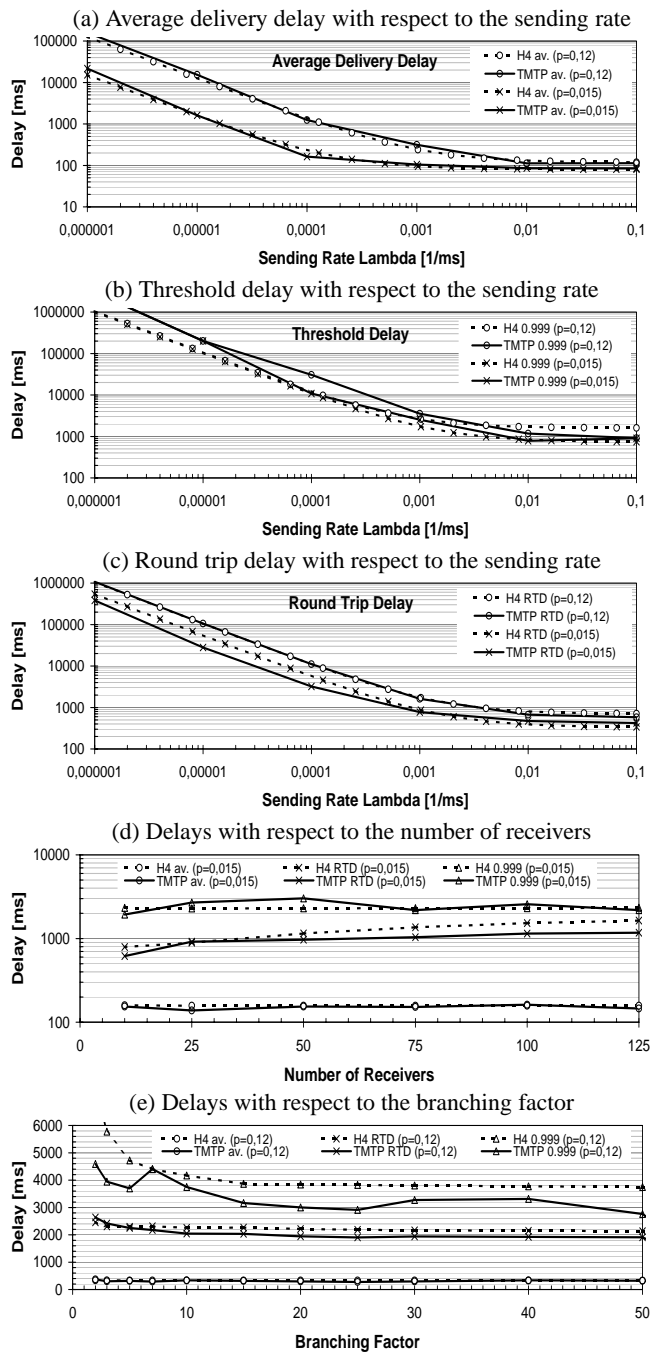 (a) Average delivery delay with respect to the sending rate
Average Delivery Delay
H4 av. (p=0,12)
TMTP av. (p=0,12)
H4 av. (p=0,015)
TMTP av. (p=0,015)
Delay [ms]
100000
10000
1000
100
10
0,000001 0,00001 0,0001 0,001 0,01 0,1
Sending Rate Lambda [1/ms]
(b) Threshold delay with respect to the sending rate
Threshold Delay
H4 0.999 (p=0,12)
TMTP 0.999 (p=0,12)
H4 0.999 (p=0,015)
TMTP 0.999 (p=0,015)
Delay [ms]
1000000
100000
10000
1000
100
0,000001 0,00001 0,0001 0,001 0,01 0,1
Sending Rate Lambda [1/ms]
(c) Round trip delay with respect to the sending rate
Round Trip Delay
H4 RTD (p=0,12)
TMTP RTD (p=0,12)
H4 RTD (p=0,015)
TMTP RTD (p=0,015)
Delay [ms]
1000000
100000
10000
1000
100
0,000001 0,00001 0,0001 0,001 0,01 0,1
Sending Rate Lambda [1/ms]
(d) Delays with respect to the number of receivers
H4 av. (p=0,015) H4 RTD (p=0,015) H4 0.999 (p=0,015)
TMTP av. (p=0,015) TMTP RTD (p=0,015) TMTP 0.999 (p=0,015)
Delay [ms]
10000
1000
100
0 25 50 75 100 125
Number of Receivers
(e) Delays with respect to the branching factor
H4 av. (p=0,12) H4 RTD (p=0,12) H4 0.999 (p=0,12)
TMTP av. (p=0,12) TMTP RTD (p=0,12) TMTP 0.999 (p=0,12)
Delay [ms]
6000
5000
4000
3000
2000
1000
0
0 10 20 30 40 50
Branching Factor